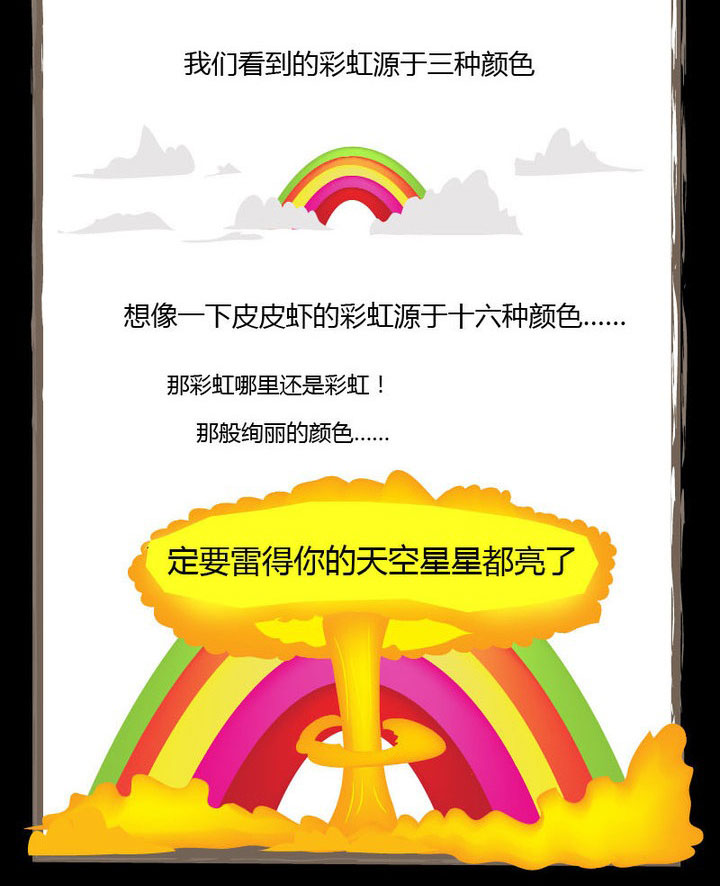 我们看到的彩虹源于三种颜色
想像一下皮皮虾的彩虹源于十六种颜色……
那彩虹哪里还是彩虹！
那般绚丽的颜色……
定要雷得你的天空星星都亮了